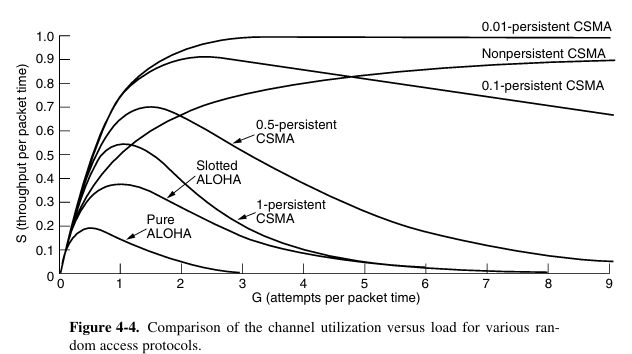 0.01-persistent CSMA
Nonpersistent CSMA
0.1-persistent CSMA
0.5-persistent
CSMA
Slotted
ALOHA
1-persistent
CSMA
Pure
ALOHA
S (throughput per packet time)
1.0
0.9
0.8
0.7
0.6
0.5
0.4
0.3
0.2
0.1
0
0 1 2 3 4 5 6 7 8 9
G (attempts per packet time)
Figure 4-4. Comparison of the channel utilization versus load for various ran-
dom access protocols.